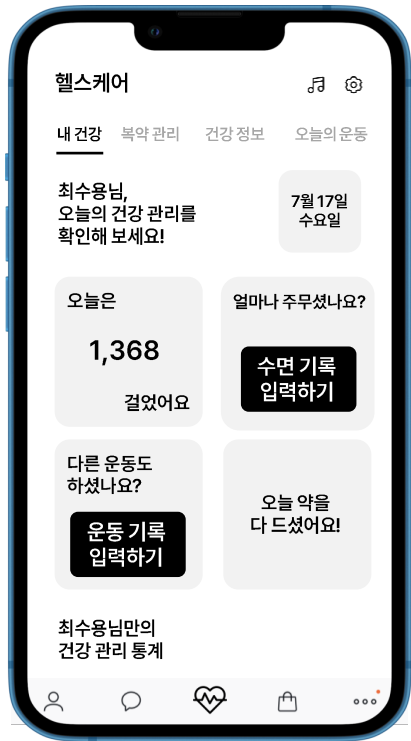 헬스케어
내 건강 복약 관리 건강 정보 오늘의 운동
최수용님,
오늘의 건강 관리를
확인해 보세요!
7월 17일
수요일
오늘은
1,368
걸었어요
얼마나 주무셨나요?
수면 기록
입력하기
다른 운동도
하셨나요?
운동 기록
입력하기
오늘 약을
다 드셨어요!
최수용님만의
건강 관리 통계